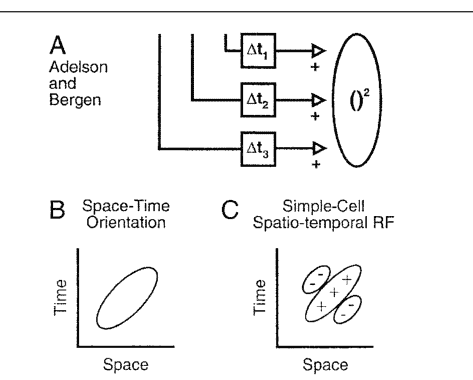 A
Adelson
and
Bergen
Δt₁
+
Δt₂
+
Δt₃
+
()²
B Space-Time
Orientation
Time
Space
C Simple-Cell
Spatio-temporal RF
Time
- -
+
+
+
+
- -
Space